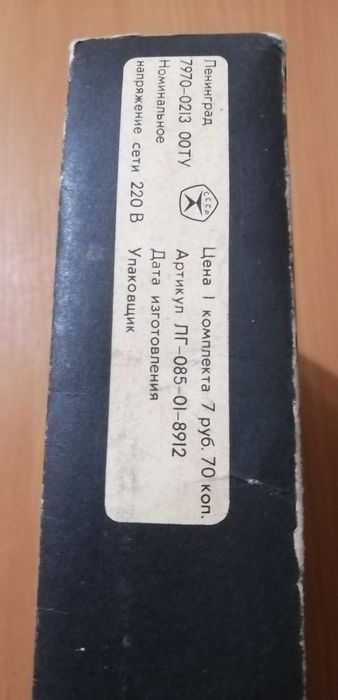 Ленинград
7970-0213 00ТУ
Номинальное
напряжение сети 220 В
СССР
Цена 1 комплекта 7 руб. 70 коп.
Артикул ЛГ-085-01-8912
Дата изготовления
Упаковщик